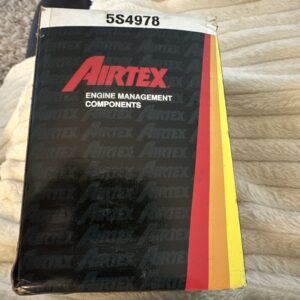 5S4978
AIRTEX
ENGINE MANAGEMENT
COMPONENTS